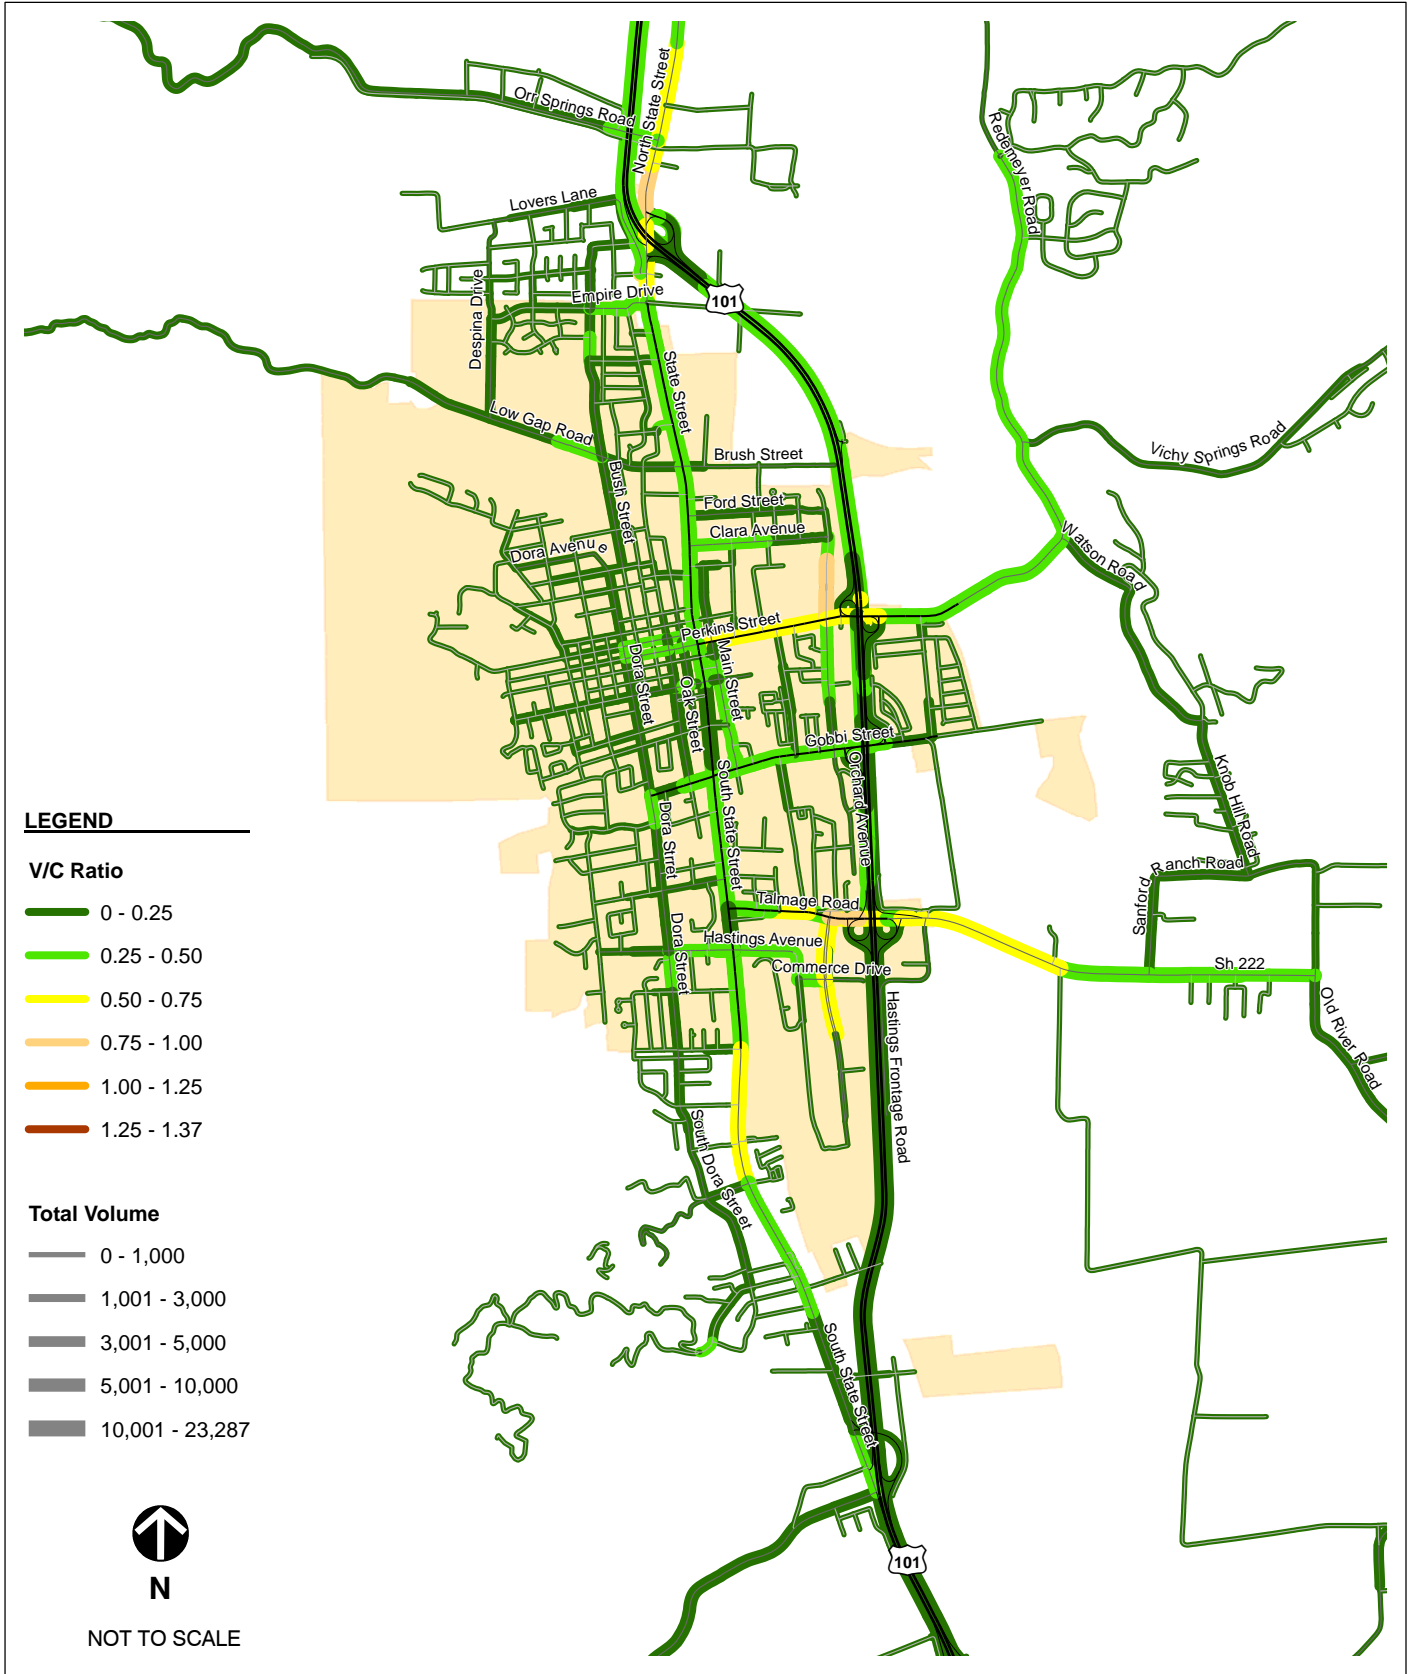 North State Street
Orr Springs Road
Redemeyer Road
Lovers Lane
Despina Drive
Empire Drive
101
State Street
Low Gap Road
Brush Street
Vichy Springs Road
Bush Street
Ford Street
Clara Avenue
Dora Avenue
Watson Road
Perkins Street
Main Street
Dora Street
Oak Street
Gobbi Street
Orchard Avenue
South State Street
Knob Hill Road
Dora Strret
Sanford Ranch Road
Talmage Road
Dora Street
Hastings Avenue
Commerce Drive
Sh 222
Old River Road
Hastings Frontage Road
South Dora Street
South State Street
101
LEGEND
V/C Ratio
0 - 0.25
0.25 - 0.50
0.50 - 0.75
0.75 - 1.00
1.00 - 1.25
1.25 - 1.37
Total Volume
0 - 1,000
1,001 - 3,000
3,001 - 5,000
5,001 - 10,000
10,001 - 23,287
N
NOT TO SCALE